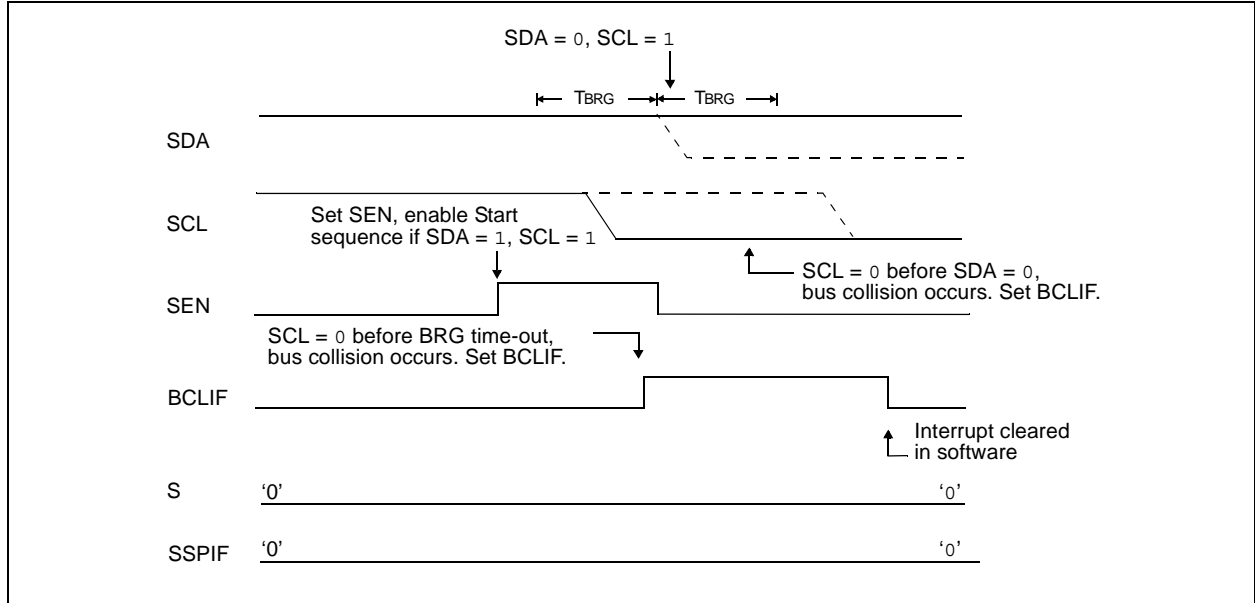 SDA = 0, SCL = 1
TBRG TBRG
SDA
SCL
Set SEN, enable Start
sequence if SDA = 1, SCL = 1
SCL = 0 before SDA = 0,
bus collision occurs. Set BCLIF.
SEN
SCL = 0 before BRG time-out,
bus collision occurs. Set BCLIF.
BCLIF
Interrupt cleared
in software
S '0' '0'
SSPIF '0' '0'